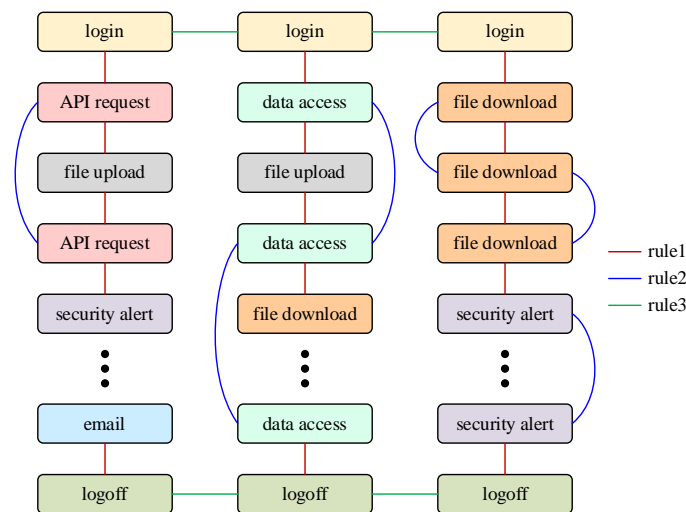 login login login
API request data access file download
file upload file upload file download
API request data access file download
rule1
rule2
security alert file download security alert
rule3
email data access security alert
logoff logoff logoff